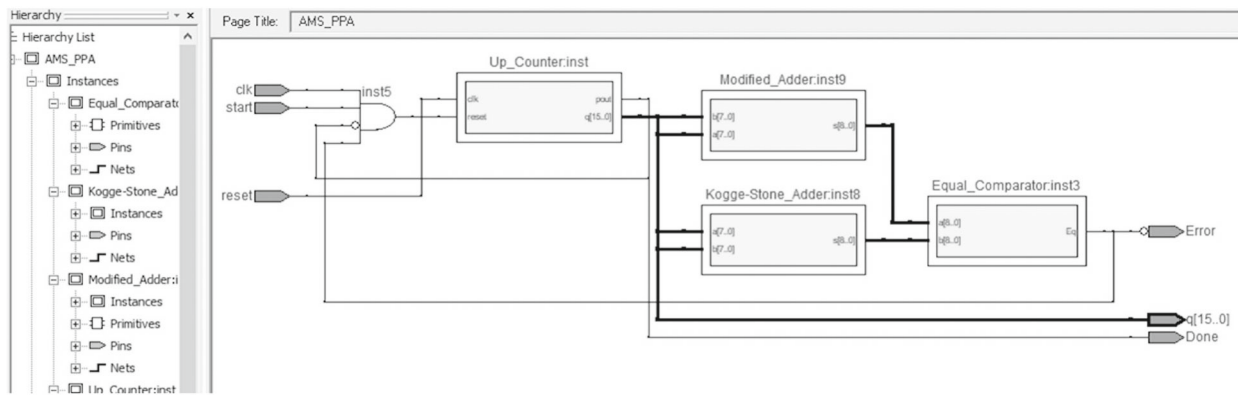 Hierarchy
Hierarchy List
AMS_PPA
Instances
Equal_Comparato
Primitives
Pins
Nets
Kogge-Stone_Ad
Instances
Pins
Nets
Modified_Adder:i
Instances
Primitives
Pins
Nets
Up_Counter:inst
Page Title: AMS_PPA
clk
start
reset
inst5
Up_Counter:inst
clk
reset
pout
q[15..0]
Modified_Adder:inst9
b[7..0]
a[7..0]
s[8..0]
Kogge-Stone_Adder:inst8
a[7..0]
b[7..0]
s[8..0]
Equal_Comparator:inst3
a[8..0]
b[8..0]
Eq
Error
q[15..0]
Done